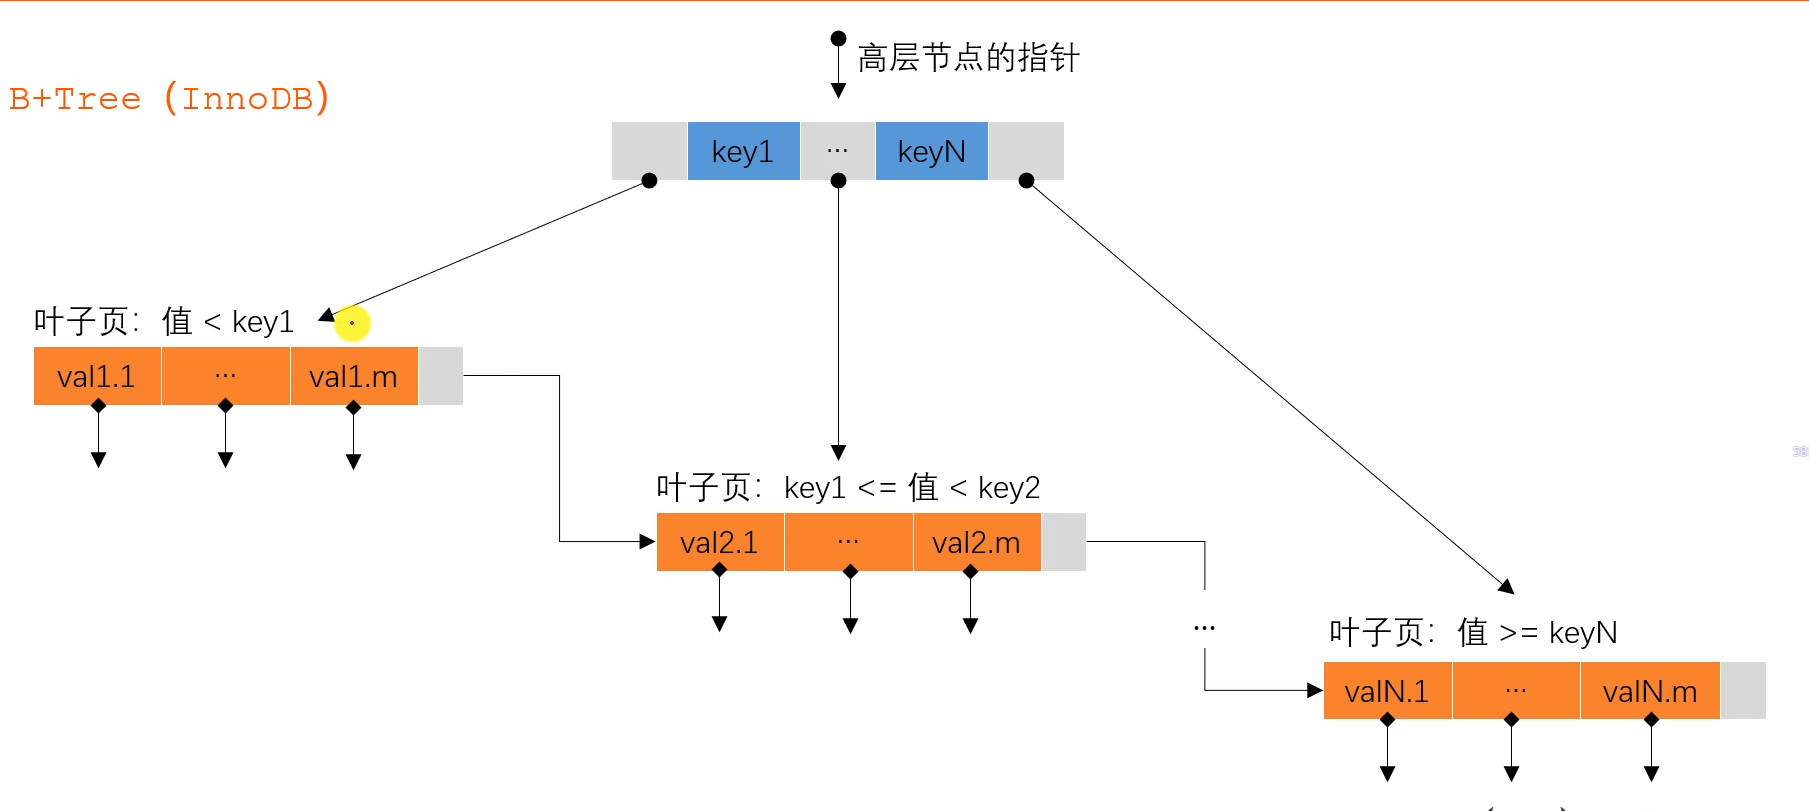 高层节点的指针
B+Tree（InnoDB）
key1 ... keyN
叶子页：值 < key1
val1.1 ... val1.m
叶子页：key1 <= 值 < key2
val2.1 ... val2.m
...
叶子页：值 >= keyN
valN.1 ... valN.m